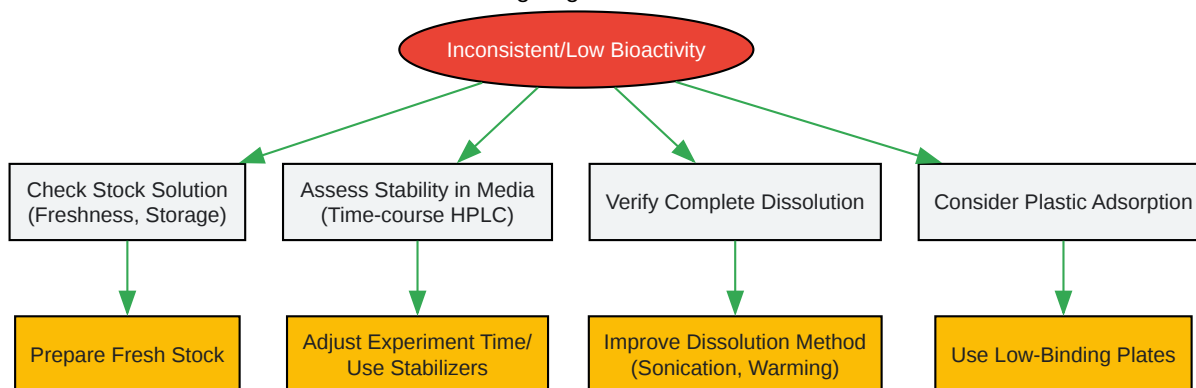 Inconsistent/Low Bioactivity
Check Stock Solution
(Freshness, Storage)
Assess Stability in Media
(Time-course HPLC)
Verify Complete Dissolution
Consider Plastic Adsorption
Prepare Fresh Stock
Adjust Experiment Time/
Use Stabilizers
Improve Dissolution Method
(Sonication, Warming)
Use Low-Binding Plates